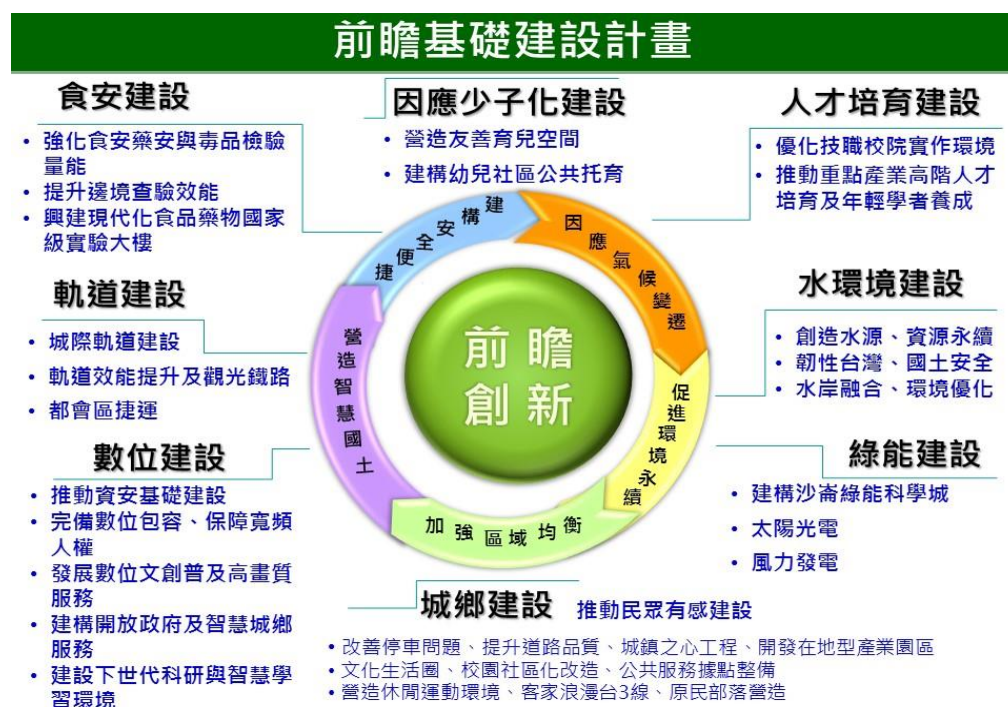 前瞻基礎建設計畫
食安建設
• 強化食安藥安與毒品檢驗
量能
• 提升邊境查驗效能
• 興建現代化食品藥物國家
級實驗大樓
因應少子化建設
• 營造友善育兒空間
• 建構幼兒社區公共托育
人才培育建設
• 優化技職校院實作環境
• 推動重點產業高階人才
培育及年輕學者養成
軌道建設
• 城際軌道建設
• 軌道效能提升及觀光鐵路
• 都會區捷運
建構安全便捷
因應氣候變遷
促進環境永續
加強區域均衡
營造智慧國土
前瞻
創新
水環境建設
• 創造水源、資源永續
• 韌性台灣、國土安全
• 水岸融合、環境優化
數位建設
• 推動資安基礎建設
• 完備數位包容、保障寬頻
人權
• 發展數位文創普及高畫質
服務
• 建構開放政府及智慧城鄉
服務
• 建設下世代科研與智慧學
習環境
綠能建設
• 建構沙崙綠能科學城
• 太陽光電
• 風力發電
城鄉建設 推動民眾有感建設
• 改善停車問題、提升道路品質、城鎮之心工程、開發在地型產業園區
• 文化生活圈、校園社區化改造、公共服務據點整備
• 營造休閒運動環境、客家浪漫台3線、原民部落營造